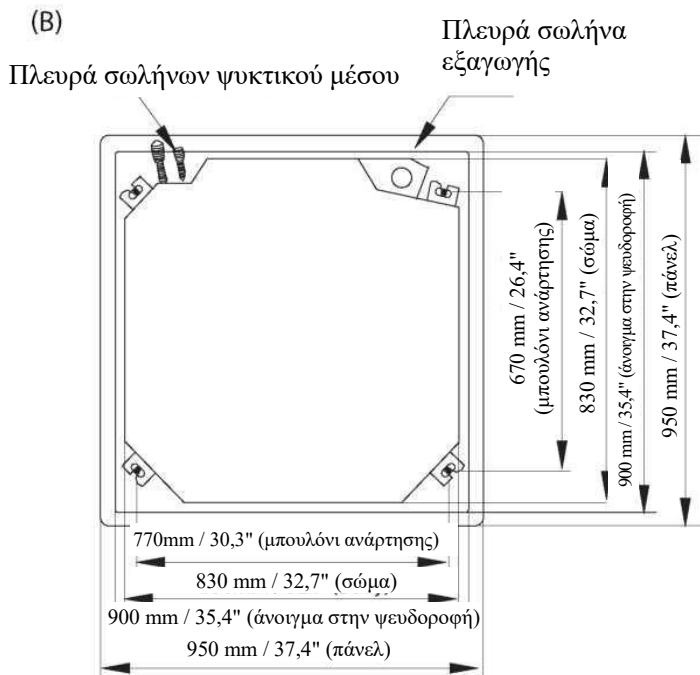 (B)
Πλευρά σωλήνα
εξαγωγής
Πλευρά σωλήνων ψυκτικού μέσου
670 mm / 26,4"
(μπουλόνι ανάρτησης)
830 mm / 32,7" (σώμα)
900 mm / 35,4" (άνοιγμα στην ψευδοροφή)
950 mm / 37,4" (πάνελ)
770mm / 30,3" (μπουλόνι ανάρτησης)
830 mm / 32,7" (σώμα)
900 mm / 35,4" (άνοιγμα στην ψευδοροφή)
950 mm / 37,4" (πάνελ)